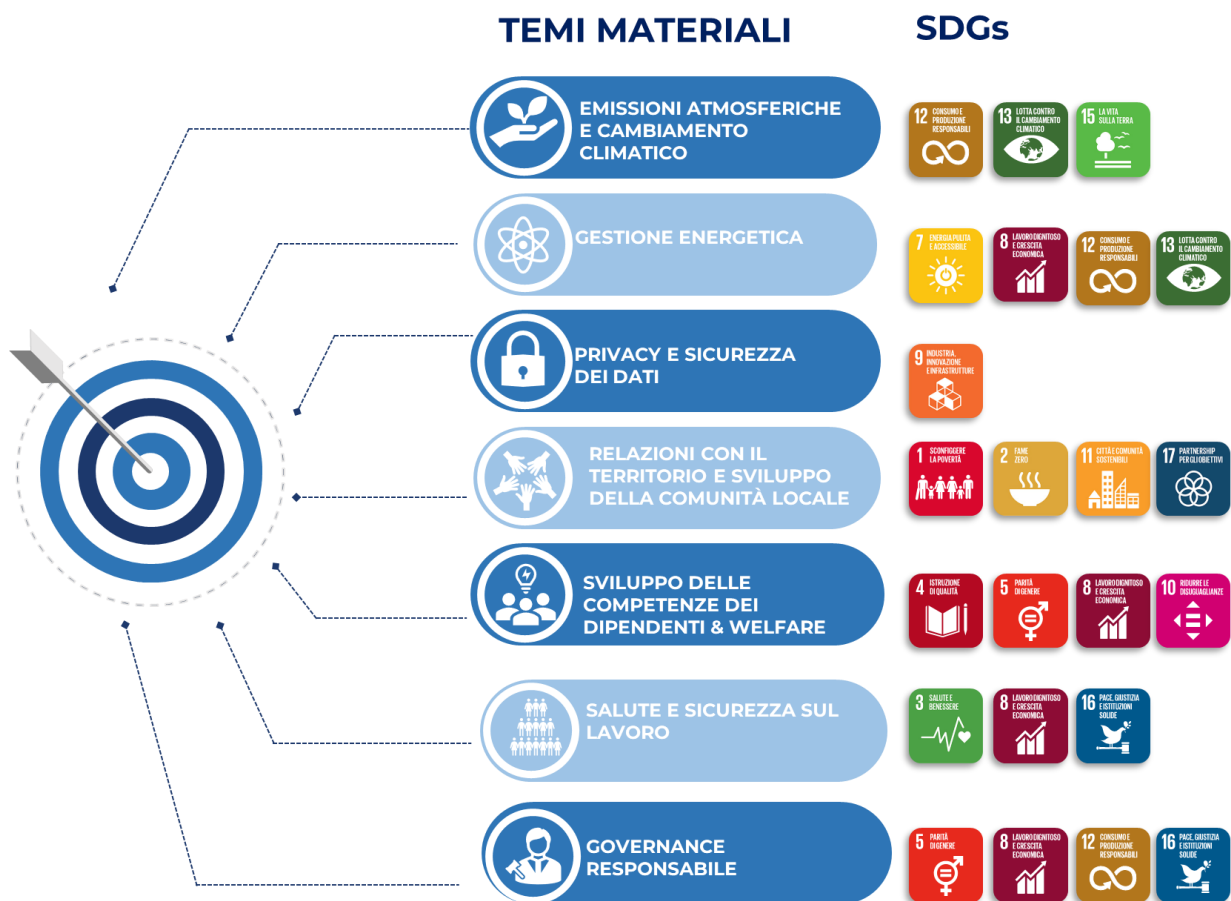 TEMI MATERIALI
SDGs
EMISSIONI ATMOSFERICHE
E CAMBIAMENTO
CLIMATICO
12 CONSUMO E
PRODUZIONE
RESPONSABILI
13 LOTTA CONTRO
IL CAMBIAMENTO
CLIMATICO
15 LA VITA
SULLA TERRA
GESTIONE ENERGETICA
7 ENERGIA PULITA
E ACCESSIBILE
8 LAVORO DIGNITOSO
E CRESCITA
ECONOMICA
12 CONSUMO E
PRODUZIONE
RESPONSABILI
13 LOTTA CONTRO
IL CAMBIAMENTO
CLIMATICO
PRIVACY E SICUREZZA
DEI DATI
9 INDUSTRIA,
INNOVAZIONE
E INFRASTRUTTURE
RELAZIONI CON IL
TERRITORIO E SVILUPPO
DELLA COMUNITÀ LOCALE
1 SCONFIGGERE
LA POVERTÀ
2 FAME
ZERO
11 CITTÀ E COMUNITÀ
SOSTENIBILI
17 PARTNERSHIP
PER GLI OBIETTIVI
SVILUPPO DELLE
COMPETENZE DEI
DIPENDENTI & WELFARE
4 ISTRUZIONE
DI QUALITÀ
5 PARITÀ
DI GENERE
8 LAVORO DIGNITOSO
E CRESCITA
ECONOMICA
10 RIDURRE LE
DISUGUAGLIANZE
SALUTE E SICUREZZA SUL
LAVORO
3 SALUTE E
BENESSERE
8 LAVORO DIGNITOSO
E CRESCITA
ECONOMICA
16 PACE, GIUSTIZIA
E ISTITUZIONI
SOLIDE
GOVERNANCE
RESPONSABILE
5 PARITÀ
DI GENERE
8 LAVORO DIGNITOSO
E CRESCITA
ECONOMICA
12 CONSUMO E
PRODUZIONE
RESPONSABILI
16 PACE, GIUSTIZIA
E ISTITUZIONI
SOLIDE